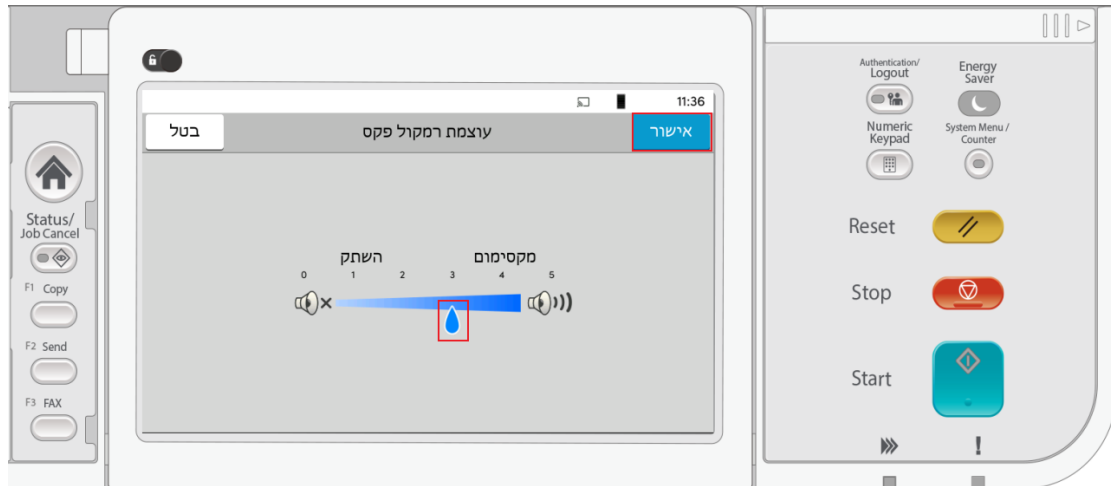 11:36
בטל
עוצמת רמקול פקס
אישור
השתק
מקסימום
0 1 2 3 4 5
Status/
Job Cancel
F1 Copy
F2 Send
F3 FAX
Authentication/
Logout
Energy
Saver
Numeric
Keypad
System Menu /
Counter
Reset
Stop
Start